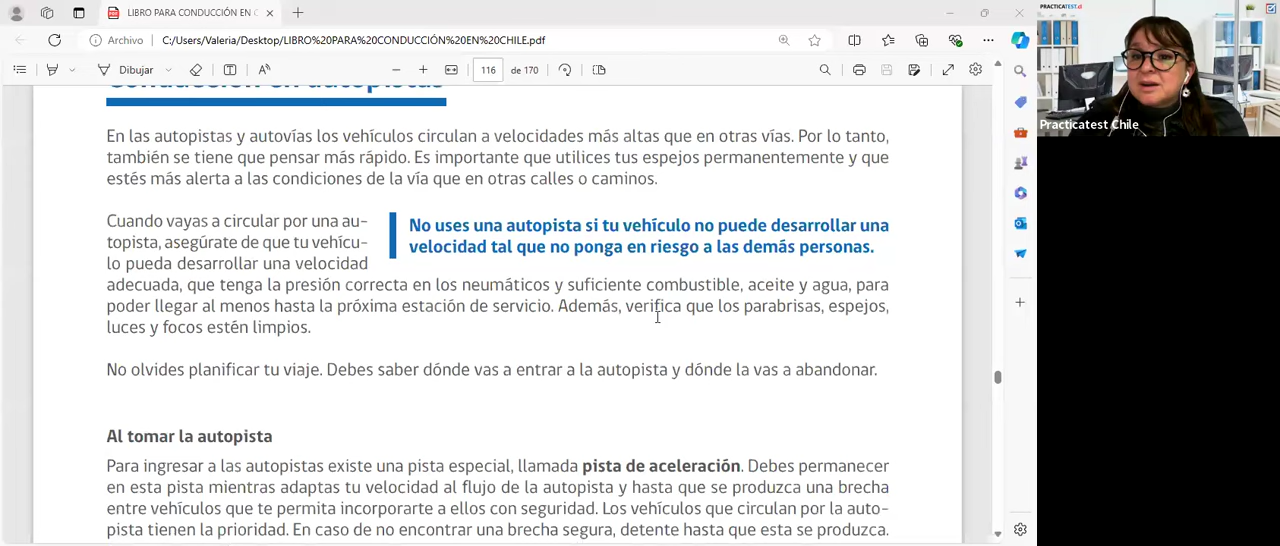 LIBRO PARA CONDUCCIÓN EN C
Archivo
C:/Users/Valeria/Desktop/LIBRO%20PARA%20CONDUCCIÓN%20EN%20CHILE.pdf
Dibujar
116
de 170
PRACTICATEST.cl
Practicatest Chile
Conducción en autopistas
En las autopistas y autovías los vehículos circulan a velocidades más altas que en otras vías. Por lo tanto,
también se tiene que pensar más rápido. Es importante que utilices tus espejos permanentemente y que
estés más alerta a las condiciones de la vía que en otras calles o caminos.
Cuando vayas a circular por una au-
topista, asegúrate de que tu vehícu-
lo pueda desarrollar una velocidad
No uses una autopista si tu vehículo no puede desarrollar una
velocidad tal que no ponga en riesgo a las demás personas.
adecuada, que tenga la presión correcta en los neumáticos y suficiente combustible, aceite y agua, para
poder llegar al menos hasta la próxima estación de servicio. Además, verifica que los parabrisas, espejos,
luces y focos estén limpios.
No olvides planificar tu viaje. Debes saber dónde vas a entrar a la autopista y dónde la vas a abandonar.
Al tomar la autopista
Para ingresar a las autopistas existe una pista especial, llamada pista de aceleración. Debes permanecer
en esta pista mientras adaptas tu velocidad al flujo de la autopista y hasta que se produzca una brecha
entre vehículos que te permita incorporarte a ellos con seguridad. Los vehículos que circulan por la auto-
pista tienen la prioridad. En caso de no encontrar una brecha segura, detente hasta que esta se produzca.